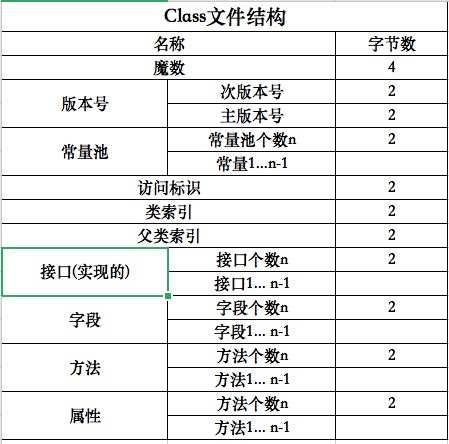 Class文件结构
名称 字节数
魔数 4
版本号 次版本号 2
主版本号 2
常量池 常量池个数n 2
常量1...n-1
访问标识 2
类索引 2
父类索引 2
接口(实现的) 接口个数n 2
接口1... n-1
字段 字段个数n 2
字段1... n-1
方法 方法个数n 2
方法1... n-1
属性 方法个数n 2
方法1... n-1